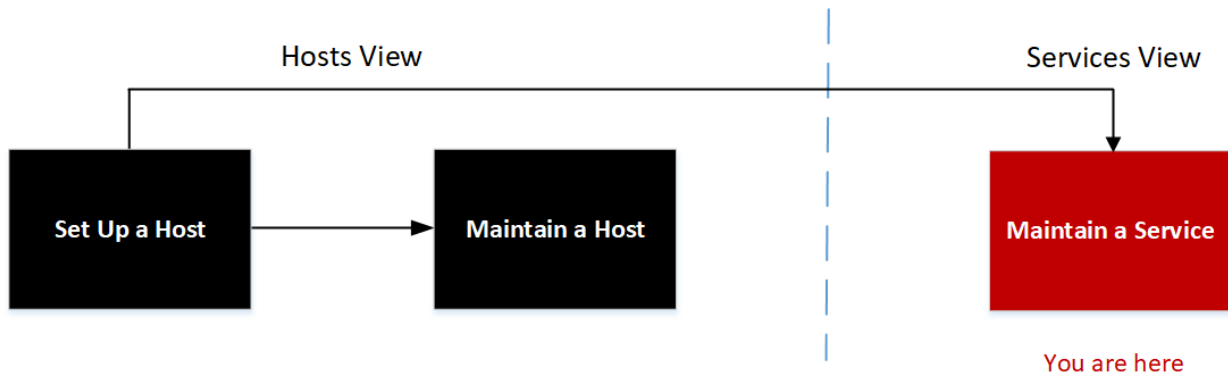 Hosts View
Services View
Set Up a Host
Maintain a Host
Maintain a Service
You are here